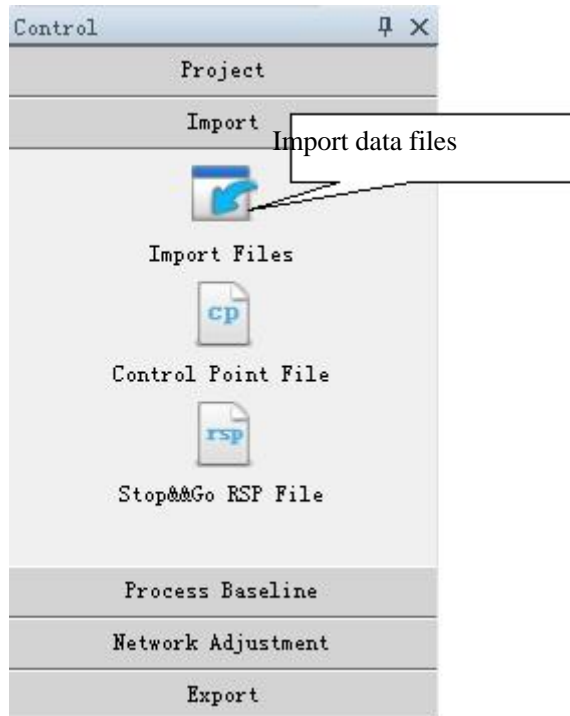 Control
Project
Import
Import data files
Import Files
cp
Control Point File
rsp
Stop&&Go RSP File
Process Baseline
Network Adjustment
Export